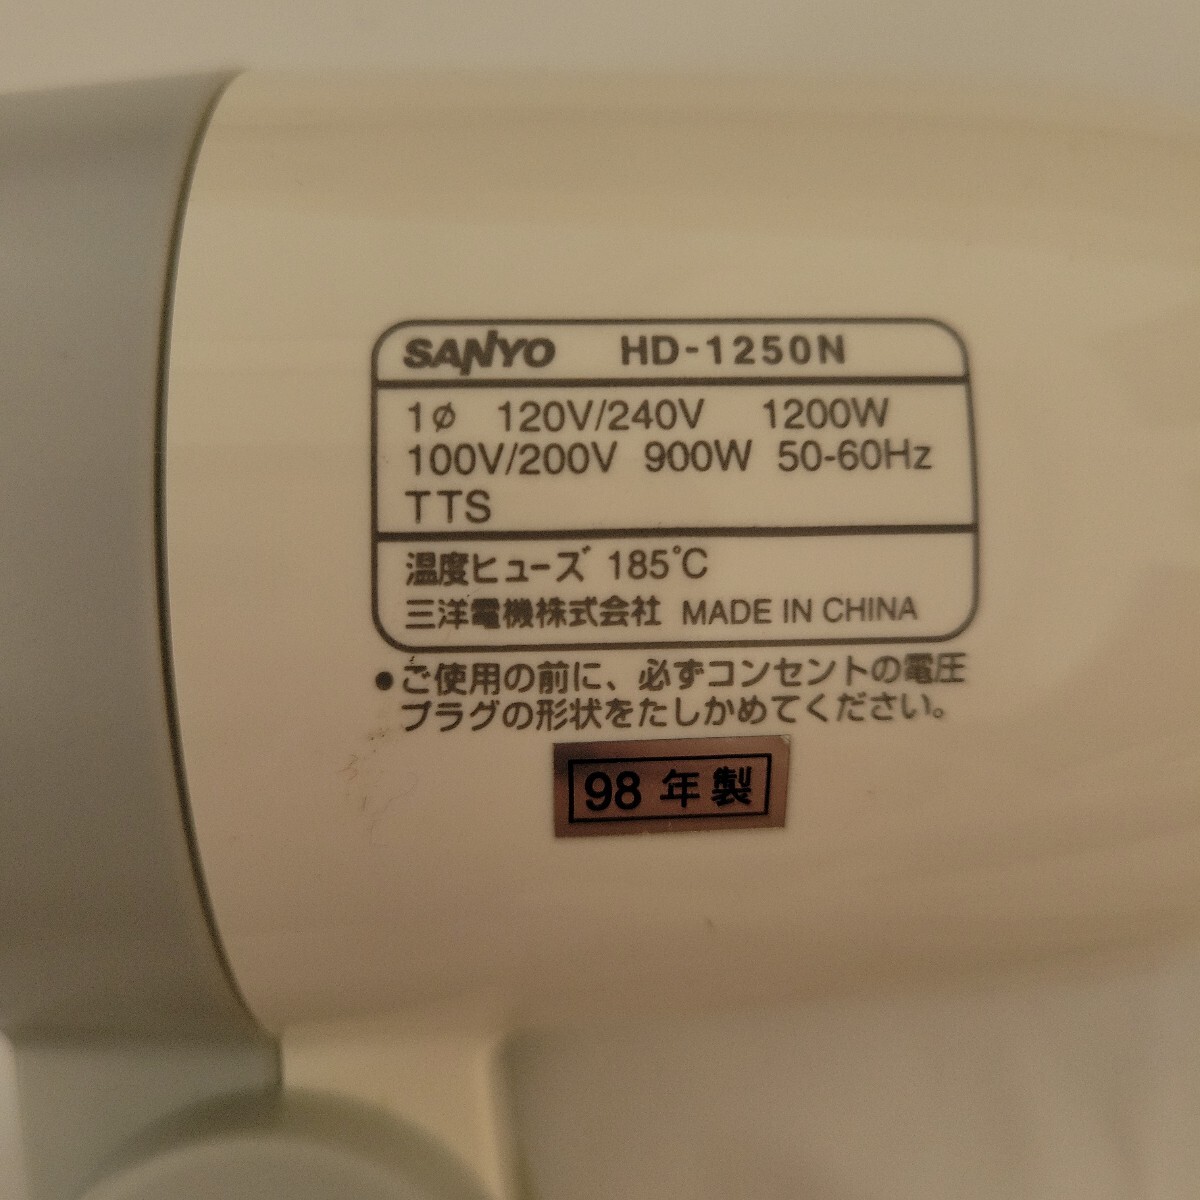 SANYO HD-1250N
1φ 120V/240V 1200W
100V/200V 900W 50-60Hz
TTS
温度ヒューズ 185℃
三洋電機株式会社 MADE IN CHINA
●ご使用の前に、必ずコンセントの電圧
プラグの形状をたしかめてください。
98年製